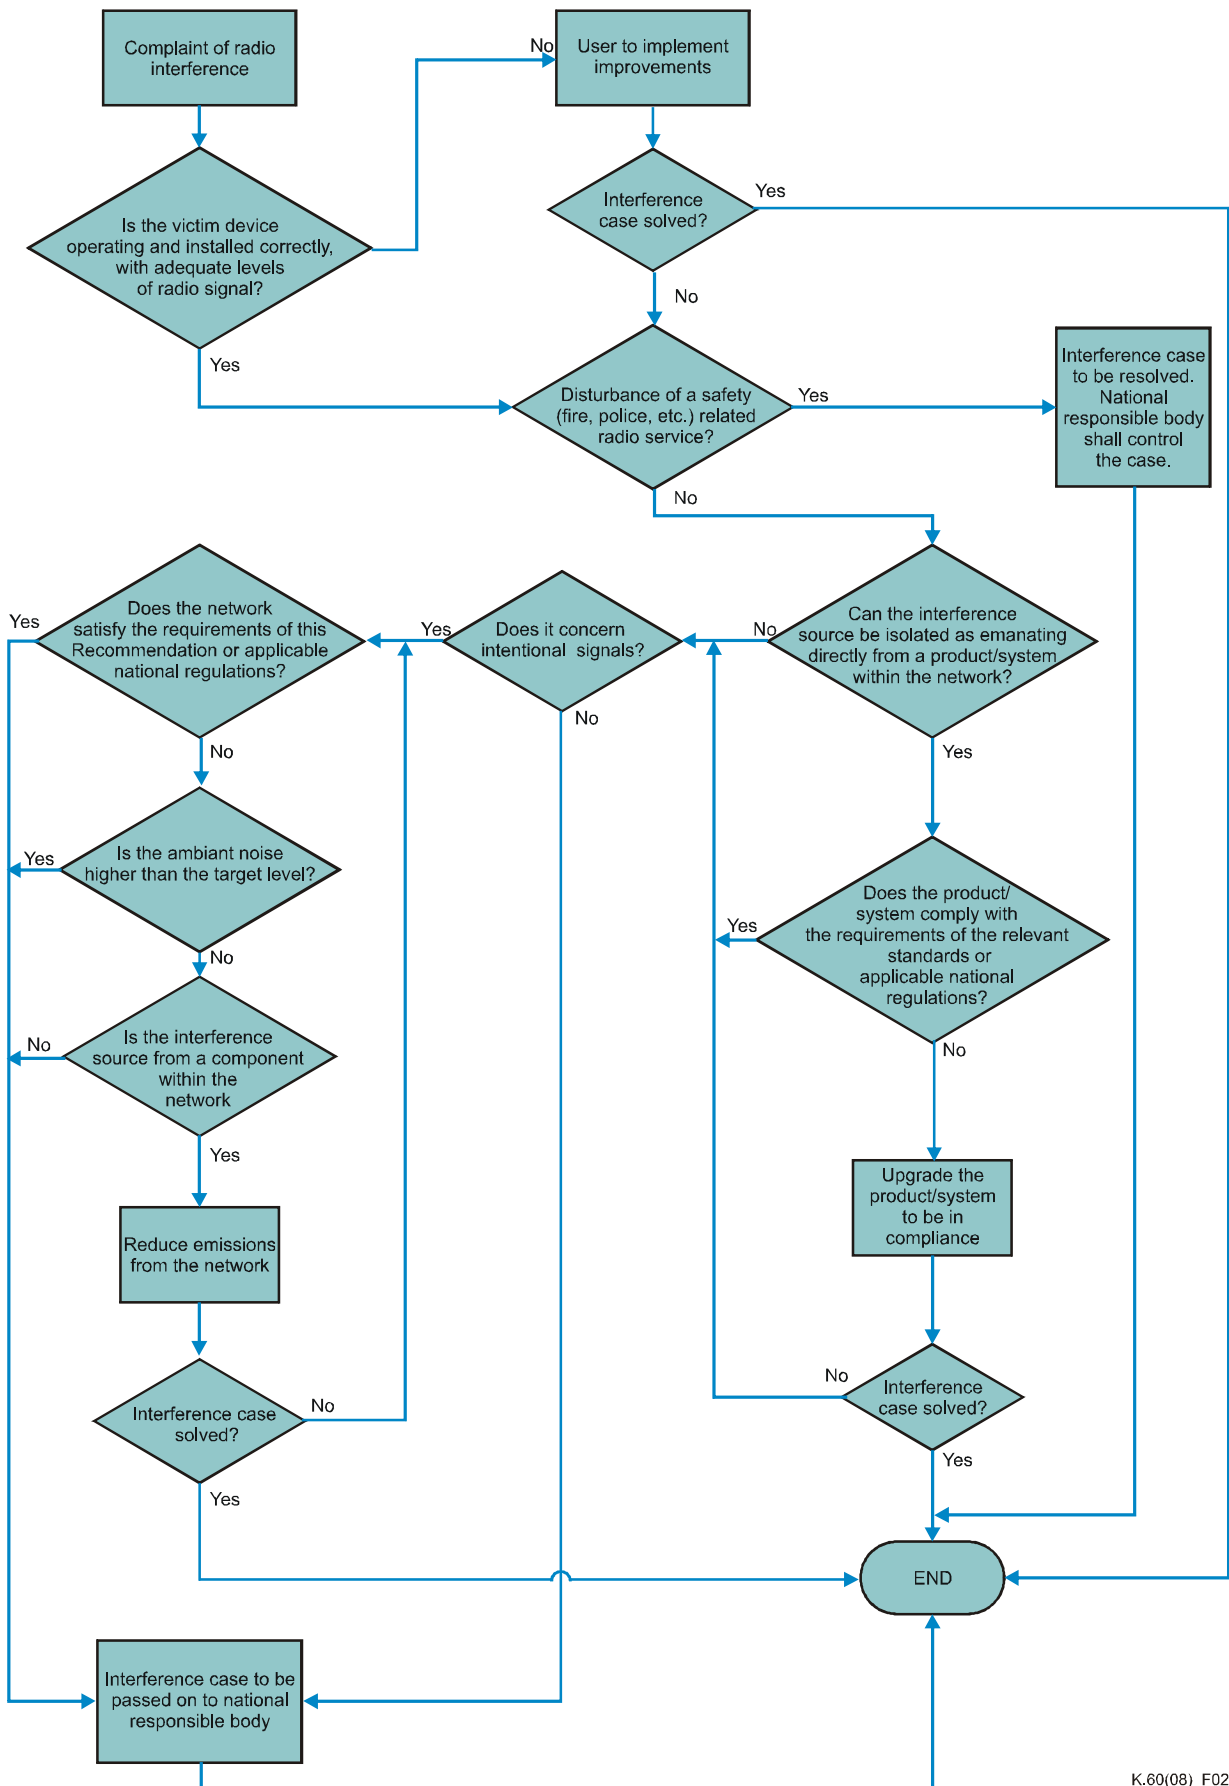 Complaint of radio
interference
No
User to implement
improvements
Is the victim device
operating and installed correctly,
with adequate levels
of radio signal?
Interference
case solved?
Yes
No
Yes
Disturbance of a safety
(fire, police, etc.) related
radio service?
Yes
Interference case
to be resolved.
National
responsible body
shall control
the case.
No
Yes
Does the network
satisfy the requirements of this
Recommendation or applicable
national regulations?
Yes
Does it concern
intentional signals?
No
Can the interference
source be isolated as emanating
directly from a product/system
within the network?
No
No
Yes
Yes
Is the ambiant noise
higher than the target level?
Yes
Does the product/
system comply with
the requirements of the relevant
standards or
applicable national
regulations?
No
No
Is the interference
source from a component
within the
network
No
Yes
Upgrade the
product/system
to be in
compliance
Reduce emissions
from the network
No
Interference
case solved?
Interference case
solved?
No
Yes
Yes
END
Interference case to be
passed on to national
responsible body
K.60(08)_F02